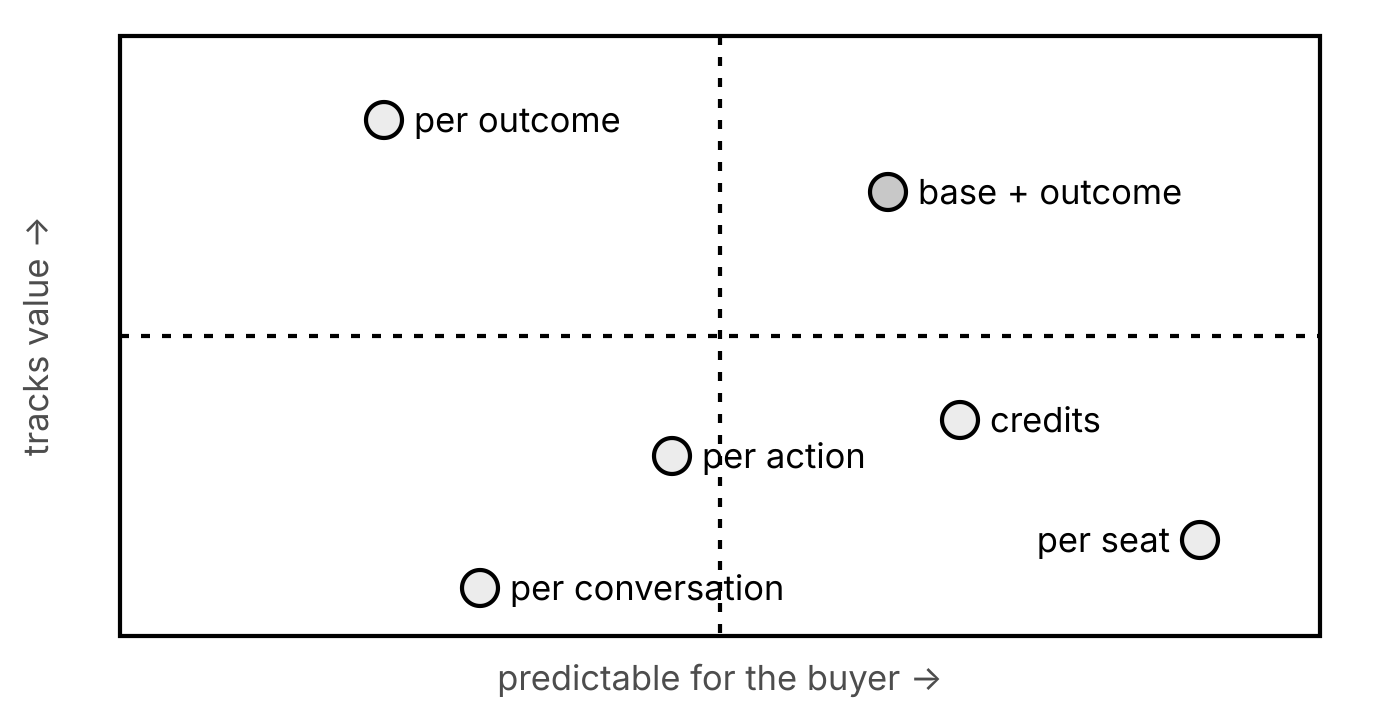 per outcome
base + outcome
tracks value →
credits
per action
per seat
per conversation
predictable for the buyer →